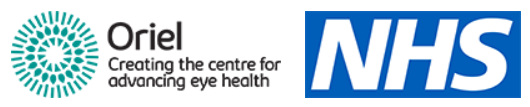 Oriel
Creating the centre for
advancing eye health
NHS